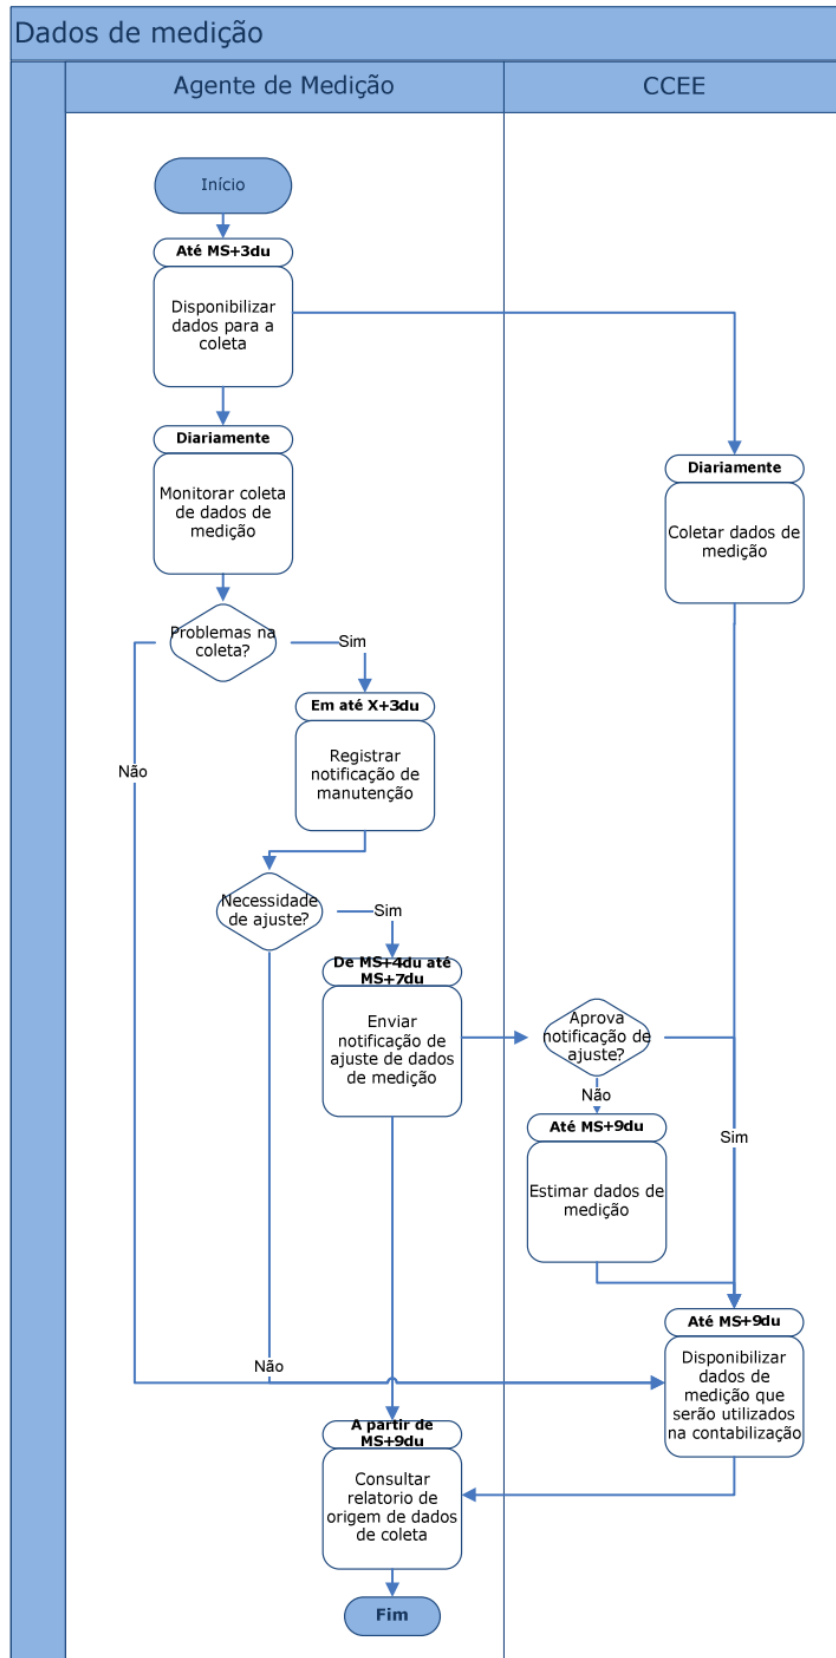 Dados de medição
Agente de Medição
CCEE
Início
Até MS+3du
Disponibilizar
dados para a
coleta
Diariamente
Monitorar coleta
de dados de
medição
Diariamente
Coletar dados de
medição
Problemas na
coleta?
Sim
Não
Em até X+3du
Registrar
notificação de
manutenção
Necessidade
de ajuste?
Sim
De MS+4du até
MS+7du
Enviar
notificação de
ajuste de dados
de medição
Aprova
notificação de
ajuste?
Não
Sim
Até MS+9du
Estimar dados de
medição
Até MS+9du
Disponibilizar
dados de
medição que
serão utilizados
na contabilização
Não
A partir de
MS+9du
Consultar
relatorio de
origem de dados
de coleta
Fim